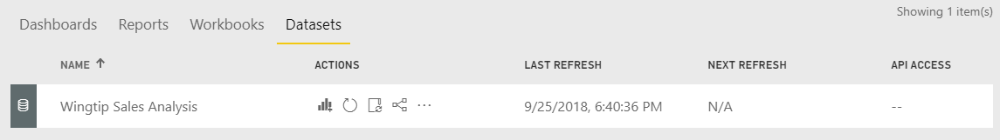 Showing 1 item(s)
Dashboards Reports Workbooks Datasets
NAME ACTIONS LAST REFRESH NEXT REFRESH API ACCESS
Wingtip Sales Analysis 9/25/2018, 6:40:36 PM N/A --